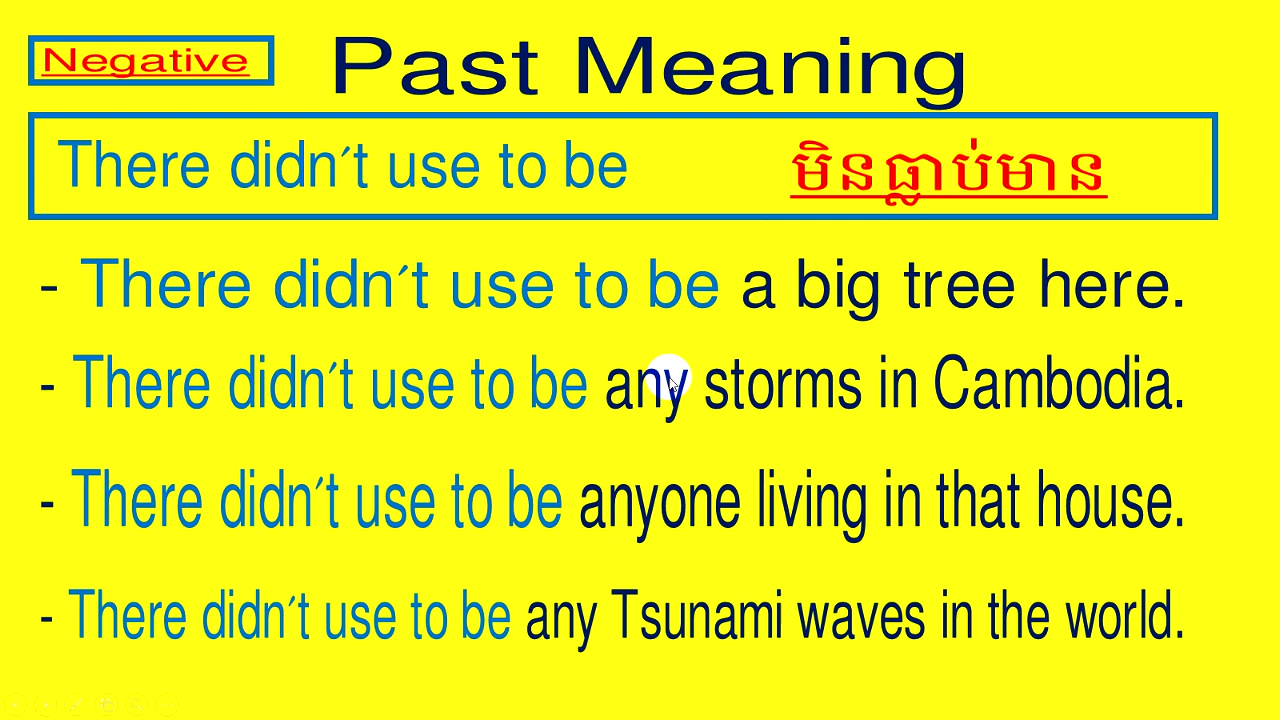 Negative
Past Meaning
There didn´t use to be មិនធ្លាប់មាន
- There didn´t use to be a big tree here.
- There didn´t use to be any storms in Cambodia.
- There didn´t use to be anyone living in that house.
- There didn´t use to be any Tsunami waves in the world.